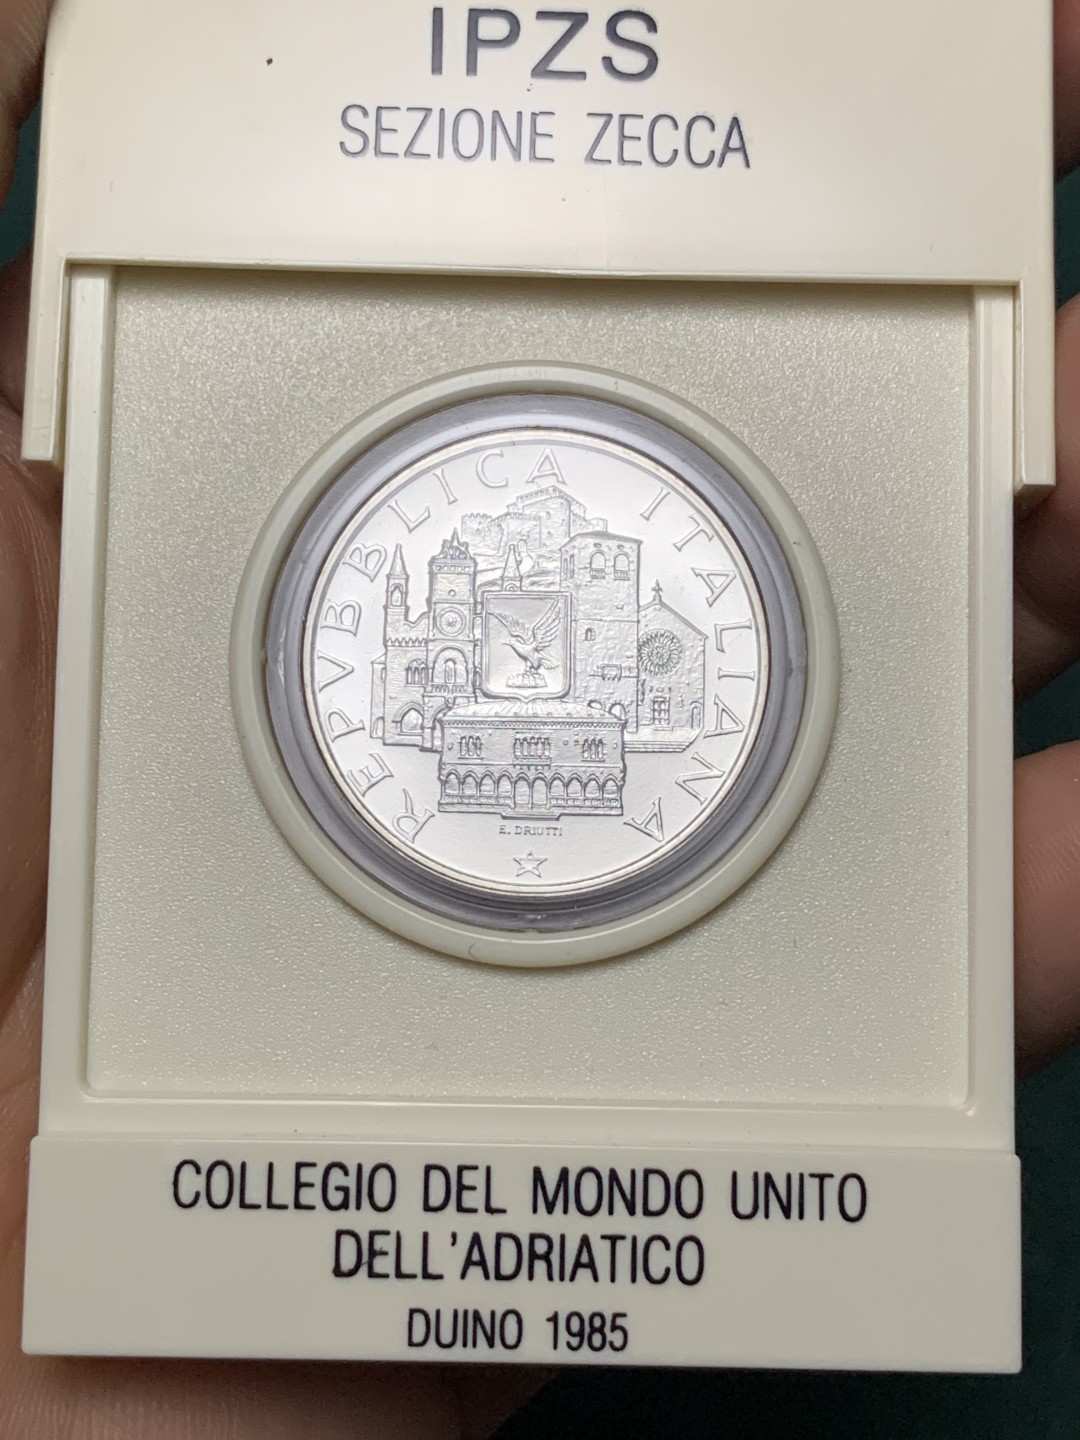 IPZS
SEZIONE ZECCA
REPVBBLICA ITALIANA
E. DRIUTTI
COLLEGIO DEL MONDO UNITO
DELL'ADRIATICO
DUINO 1985